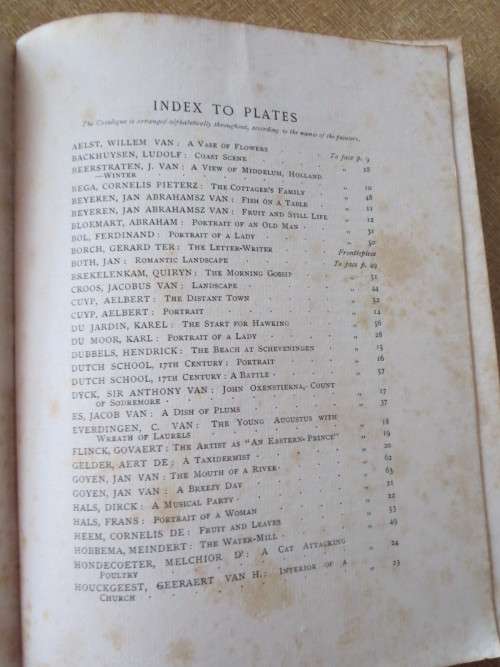 INDEX TO PLATES
The Catalogue is arranged alphabetically throughout, according to the names of the painters.
AELST, WILLEM VAN: A Vase of Flowers . To face p. 9
BACKHUYSEN, LUDOLF: Coast Scene . . " 18
BEERSTRATEN, J. VAN: A View of Middelum, Holland
—Winter . . . . " 10
BEGA, CORNELIS PIETERZ: The Cottager's Family . " 48
BEYEREN, JAN ABRAHAMSZ VAN: Fish on a Table . " 11
BEYEREN, JAN ABRAHAMSZ VAN: Fruit and Still Life " 12
BLOEMART, ABRAHAM: Portrait of an Old Man . . " 31
BOL, FERDINAND: Portrait of a Lady . . " 50
BORCH, GERARD TER: The Letter-Writer . Frontispiece
BOTH, JAN: Romantic Landscape . . To face p. 49
BREKELENKAM, QUIRYN: The Morning Gossip . " 51
CROOS, JACOBUS VAN: Landscape . . " 44
CUYP, AELBERT: The Distant Town . . " 52
CUYP, AELBERT: Portrait . . . " 14
DU JARDIN, KAREL: The Start for Hawking . " 56
DU MOOR, KARL: Portrait of a Lady . . " 28
DUBBELS, HENDRICK: The Beach at Scheveningen . " 15
DUTCH SCHOOL, 17TH CENTURY: Portrait . " 16
DUTCH SCHOOL, 17TH CENTURY: A Battle . . " 57
DYCK, SIR ANTHONY VAN: John Oxenstierna, Count
of Sodremore . . . . " 17
ES, JACOB VAN: A Dish of Plums . . " 37
EVERDINGEN, C. VAN: The Young Augustus with
Wreath of Laurels . . . " 18
FLINCK, GOVAERT: The Artist as "An Eastern-Prince" " 19
GELDER, AERT DE: A Taxidermist . . " 20
GOYEN, JAN VAN: The Mouth of a River . . " 62
GOYEN, JAN VAN: A Breezy Day . . " 63
HALS, DIRCK: A Musical Party . . " 21
HALS, FRANS: Portrait of a Woman . . " 22
HEEM, CORNELIS DE: Fruit and Leaves . . " 53
HOBBEMA, MEINDERT: The Water-Mill . . " 49
HONDECOETER, MELCHIOR D': A Cat Attacking
Poultry . . . . " 24
HOUCKGEEST, GEERAERT VAN H.: Interior of a
Church . . . . " 23